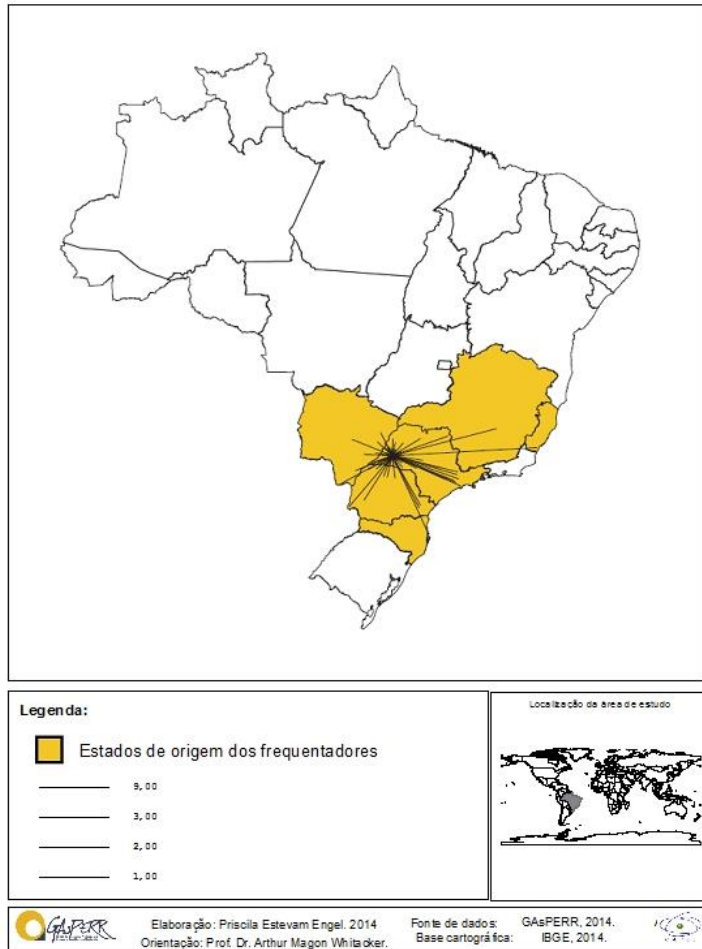 Legenda:
Estados de origem dos frequentadores
9,00
3,00
2,00
1,00
Localização da área de estudo
GAsPERR
Elaboração: Priscila Estevam Engel. 2014
Orientação: Prof. Dr. Arthur Magon Whitacker.
Fonte de dados: GAsPERR, 2014.
Base cartográfica: IBGE, 2014.